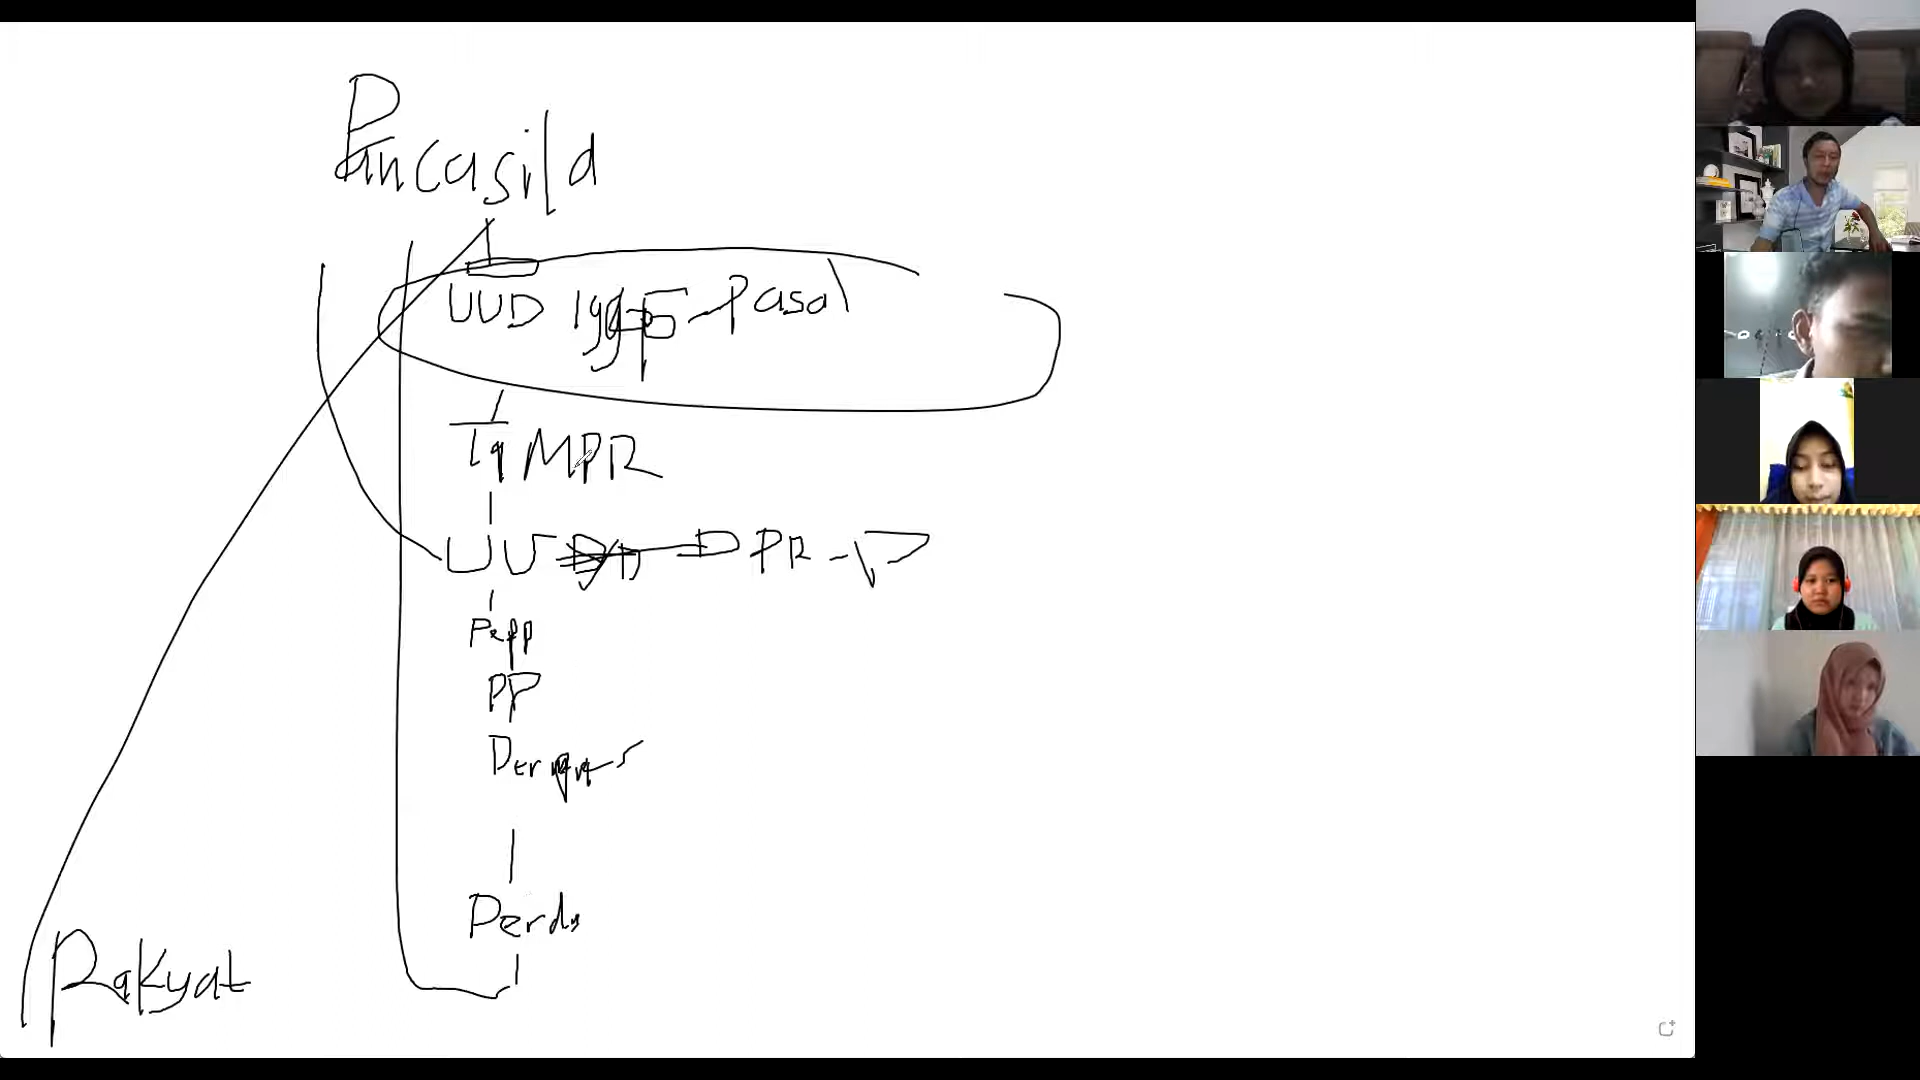 Pancasila
UUD 1945 - Pasal
Tap MPR
UU DPR - P
Perpu
PP
Perpres
Perda
Rakyat